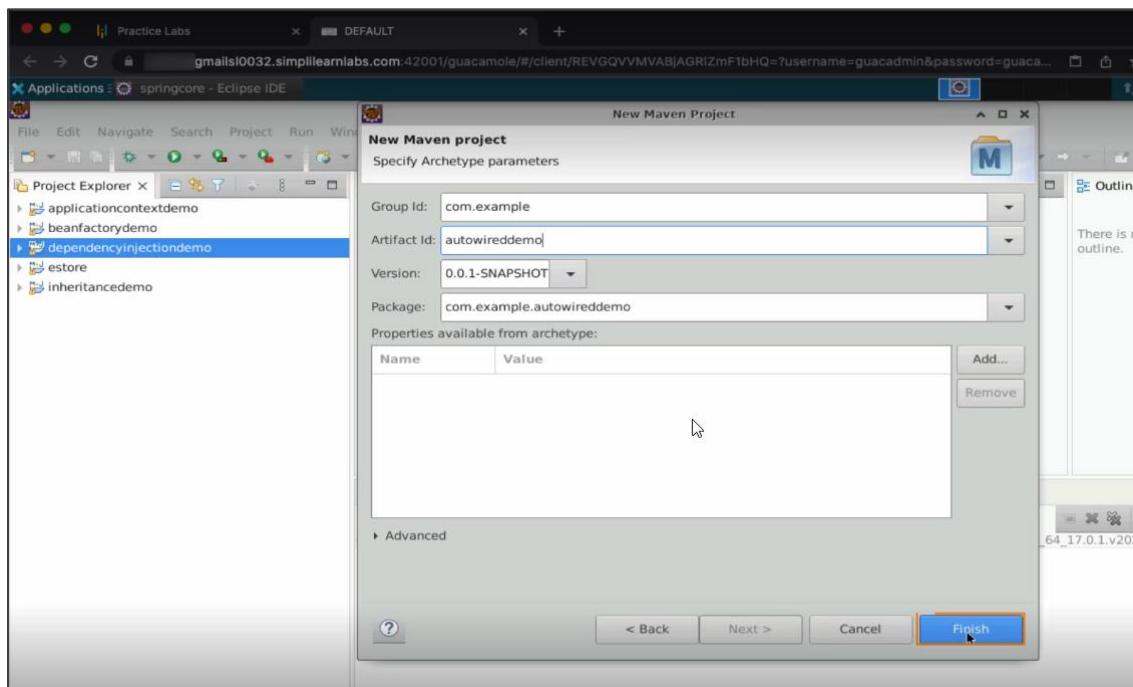 Practice Labs
DEFAULT
gmailsl0032.simplilearnlabs.com:42001/guacamole/#/client/REVGQVVMVABjAGRlZmF1bHQ=?username=guacadmin&password=guaca...
Applications
springcore - Eclipse IDE
File Edit Navigate Search Project Run Win
New Maven Project
New Maven project
Specify Archetype parameters
M
Project Explorer
applicationcontextdemo
beanfactorydemo
dependencyinjectiondemo
estore
inheritancedemo
Group Id: com.example
Artifact Id: autowireddemo
Version: 0.0.1-SNAPSHOT
Package: com.example.autowireddemo
Properties available from archetype:
Name Value
Add...
Remove
Advanced
< Back Next > Cancel Finish
Outlin
There is
outline.
_64_17.0.1.v20